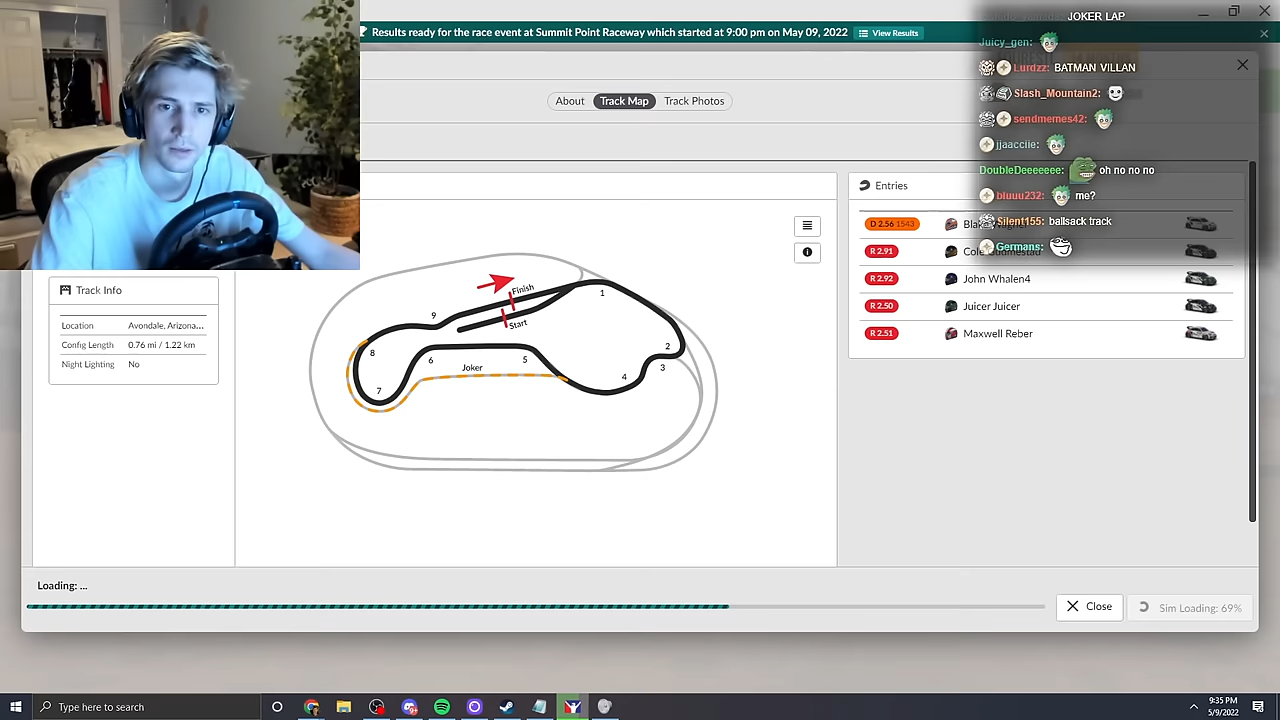 JOKER LAP
Results ready for the race event at Summit Point Raceway which started at 9:00 pm on May 09, 2022
View Results
Juicy_gen:
Lurdzz: BATMAN VILLAN
Slash_Mountain2:
sendmemes42:
jjaacciie:
DoubleDeeeeeee: oh no no no
bluuu232: me?
Silent155: ballsack track
Germans:
About
Track Map
Track Photos
Entries
D 2.56 1543
R 2.91
R 2.92 John Whalen4
R 2.50 Juicer Juicer
R 2.51 Maxwell Reber
Track Info
Location Avondale, Arizona...
Config Length 0.76 mi / 1.22 km
Night Lighting No
Finish
Start
Joker
1
2
3
4
5
6
7
8
9
Loading: ...
Close
Sim Loading: 69%
Type here to search
9:35 PM
5/9/2022